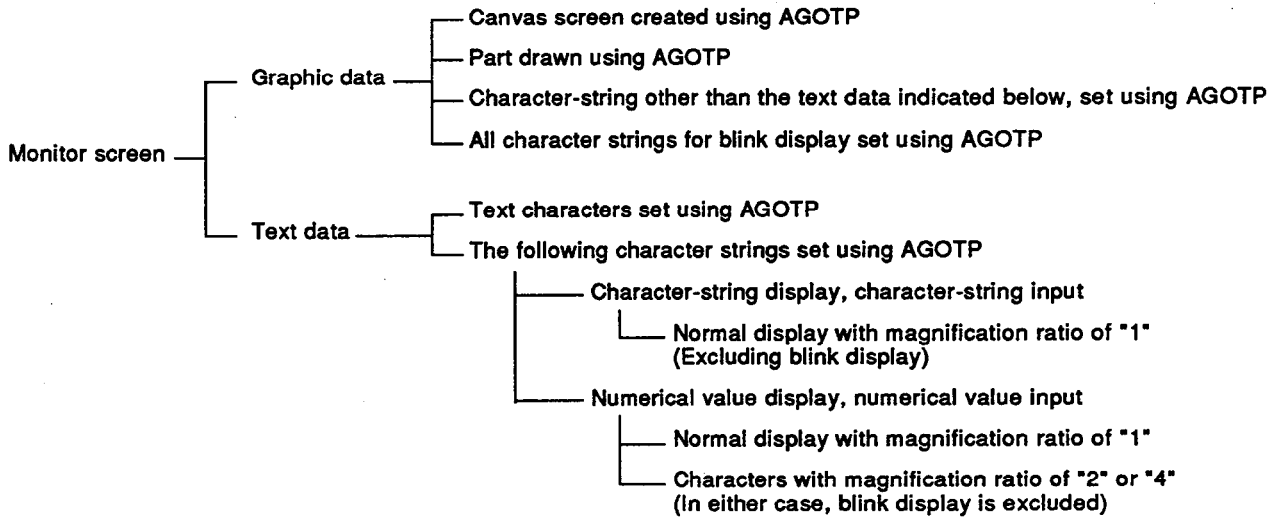 Monitor screen
Graphic data
Canvas screen created using AGOTP
Part drawn using AGOTP
Character-string other than the text data indicated below, set using AGOTP
All character strings for blink display set using AGOTP
Text data
Text characters set using AGOTP
The following character strings set using AGOTP
Character-string display, character-string input
Normal display with magnification ratio of "1"
(Excluding blink display)
Numerical value display, numerical value input
Normal display with magnification ratio of "1"
Characters with magnification ratio of "2" or "4"
(In either case, blink display is excluded)